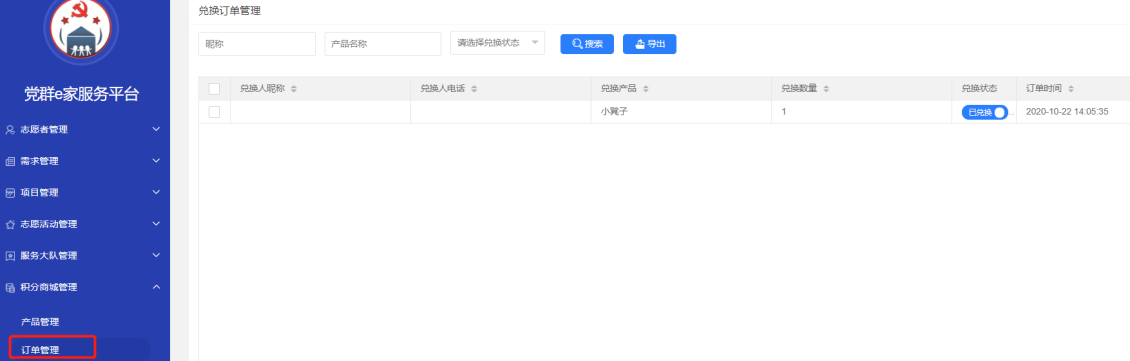 党群e家服务平台
志愿者管理
需求管理
项目管理
志愿活动管理
服务大队管理
积分商城管理
产品管理
订单管理
兑换订单管理
昵称 产品名称 请选择兑换状态 搜索 导出
兑换人昵称 兑换人电话 兑换产品 兑换数量 兑换状态 订单时间
小凳子 1 已兑换 2020-10-22 14:05:35